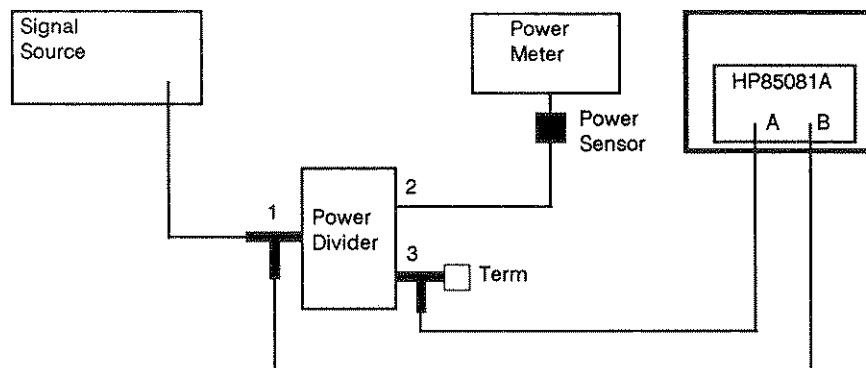 Signal
Source
Power
Meter
HP85081A
A B
Power
Sensor
1
Power
Divider
2
3
Term